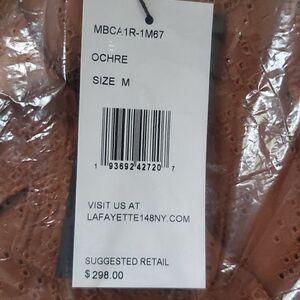 MBCA1R-1M67
OCHRE
SIZE M
1 93692 42720 7
VISIT US AT
LAFAYETTE148NY.COM
SUGGESTED RETAIL
$ 298.00